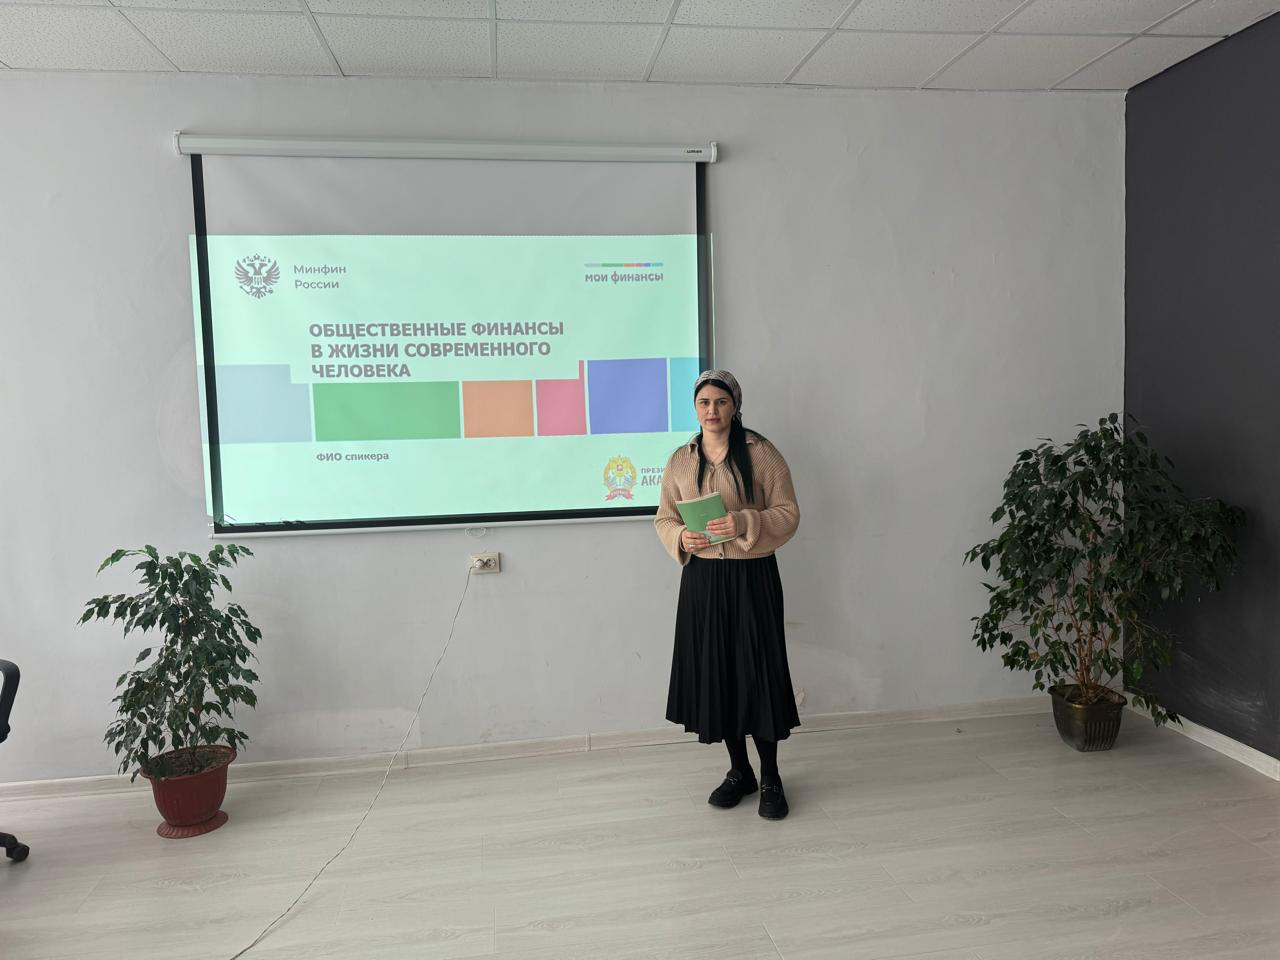 Минфин
России
мои финансы
ОБЩЕСТВЕННЫЕ ФИНАНСЫ
В ЖИЗНИ СОВРЕМЕННОГО
ЧЕЛОВЕКА
ФИО спикера